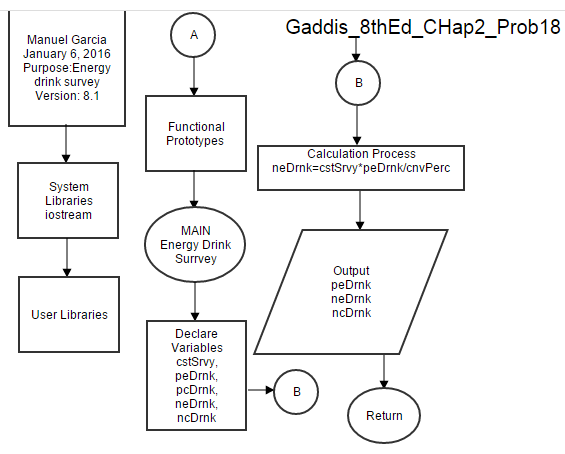 Gaddis_8thEd_CHap2_Prob18
Manuel Garcia
January 6, 2016
Purpose:Energy
drink survey
Version: 8.1
System
Libraries
iostream
User Libraries
A
Functional
Prototypes
MAIN
Energy Drink
Surrvey
Declare
Variables
cstSrvy,
peDrnk,
pcDrnk,
neDrnk,
ncDrnk
B
B
Calculation Process
neDrnk=cstSrvy*peDrnk/cnvPerc
Output
peDrnk
neDrnk
ncDrnk
Return